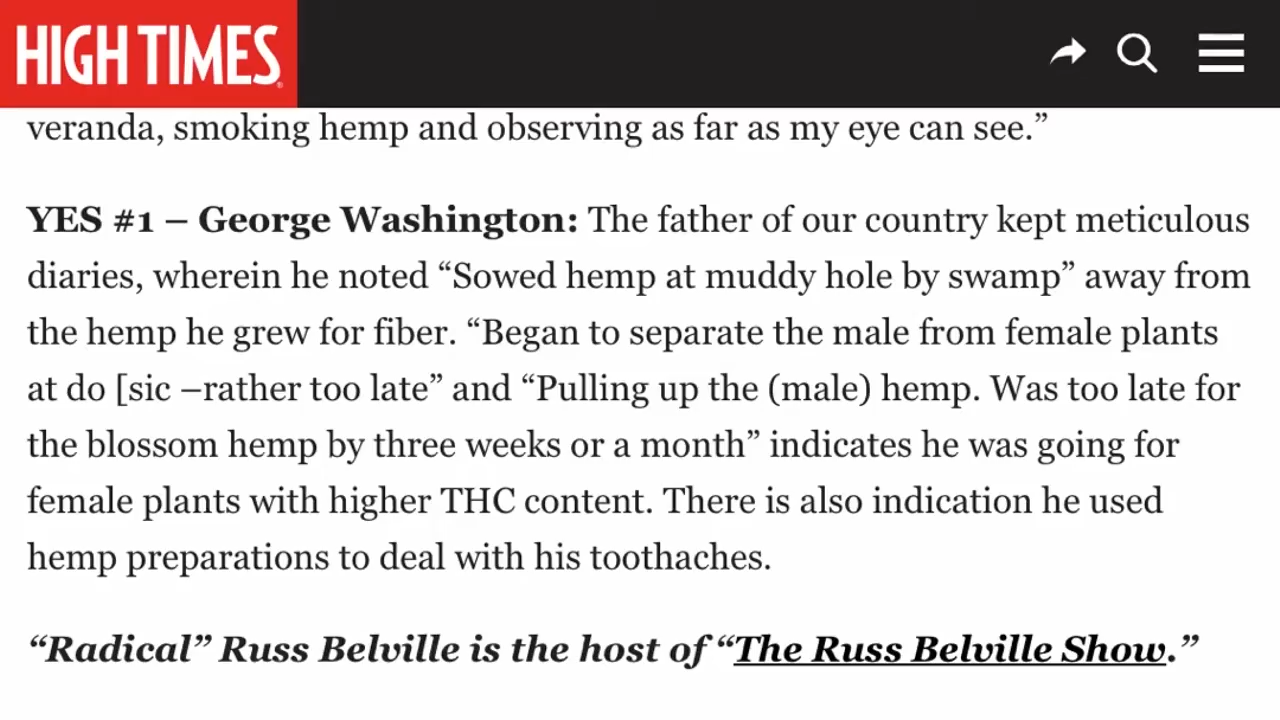 HIGH TIMES
veranda, smoking hemp and observing as far as my eye can see.”
YES #1 – George Washington: The father of our country kept meticulous
diaries, wherein he noted “Sowed hemp at muddy hole by swamp” away from
the hemp he grew for fiber. “Began to separate the male from female plants
at do [sic –rather too late” and “Pulling up the (male) hemp. Was too late for
the blossom hemp by three weeks or a month” indicates he was going for
female plants with higher THC content. There is also indication he used
hemp preparations to deal with his toothaches.
“Radical” Russ Belville is the host of “The Russ Belville Show.”